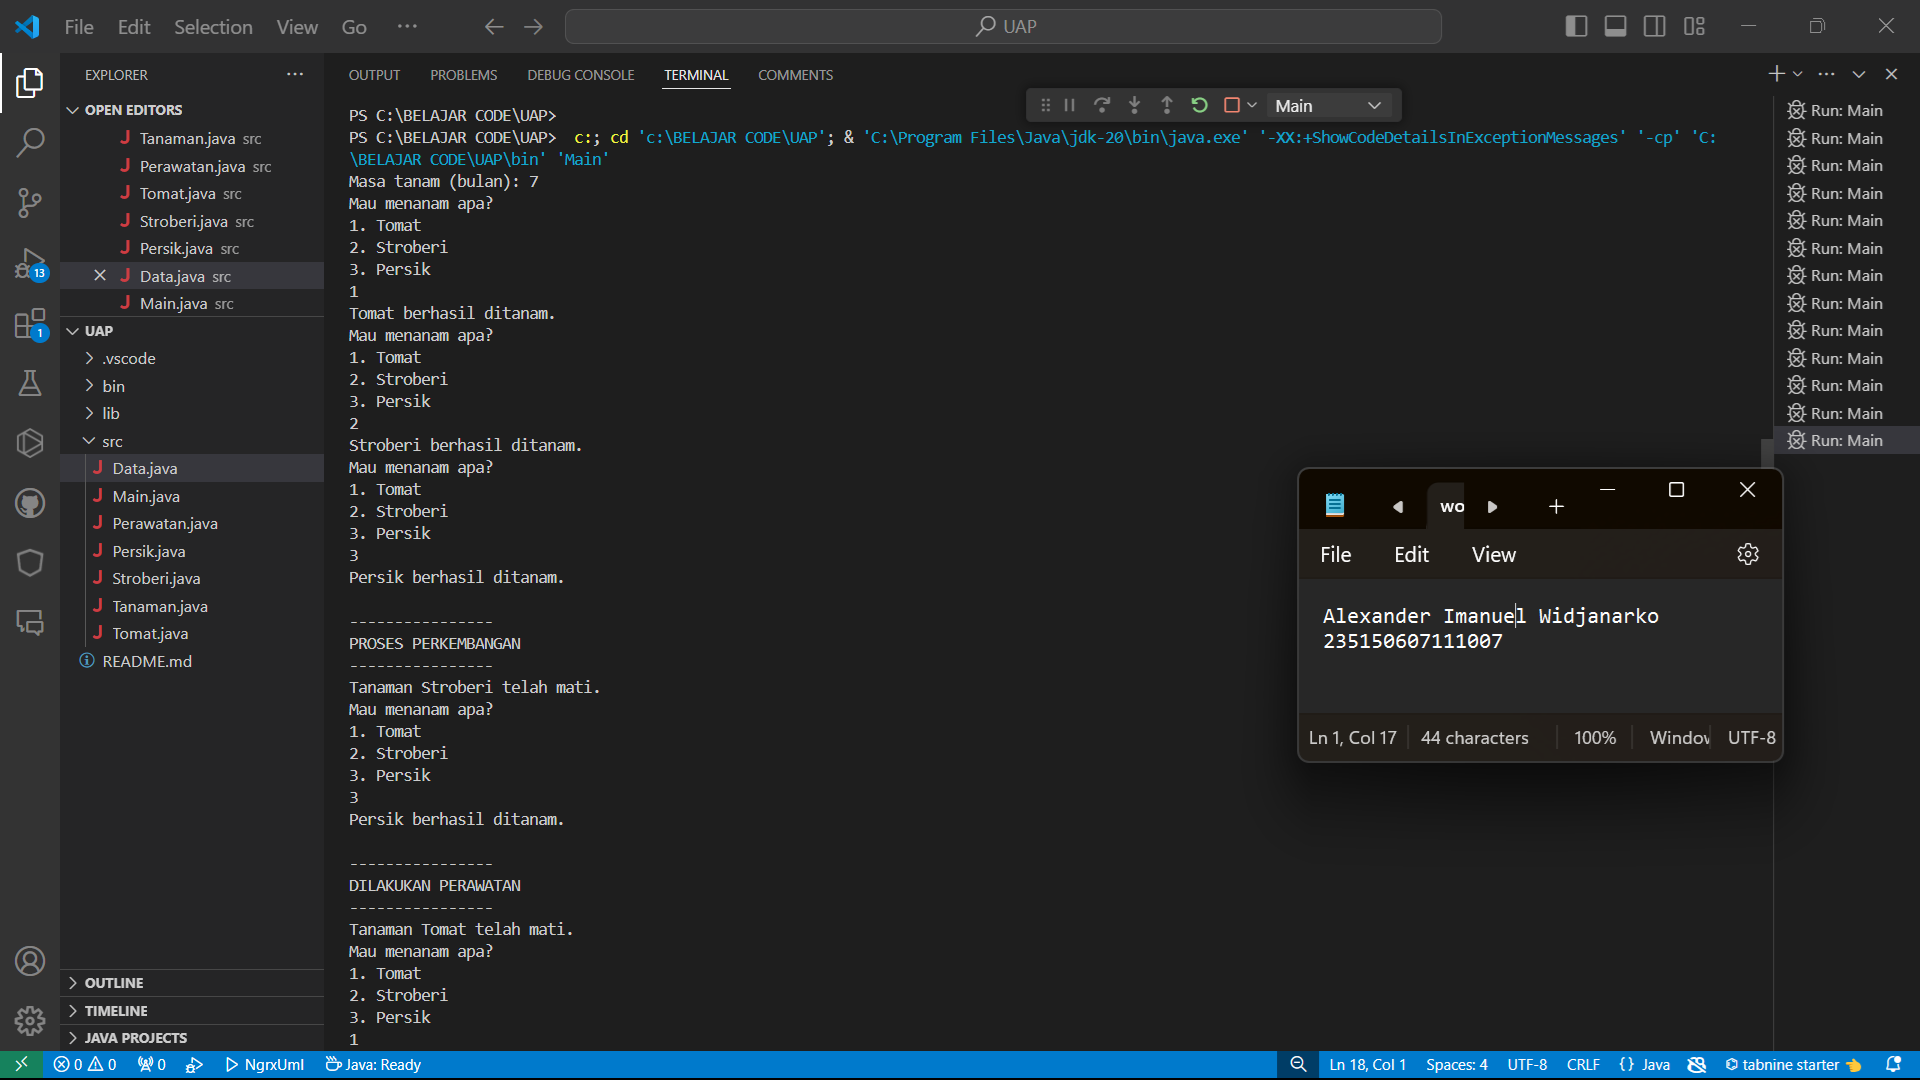 File Edit Selection View Go ···
UAP
EXPLORER ···
OPEN EDITORS
Tanaman.java src
Perawatan.java src
Tomat.java src
Stroberi.java src
Persik.java src
Data.java src
Main.java src
UAP
.vscode
bin
lib
src
Data.java
Main.java
Perawatan.java
Persik.java
Stroberi.java
Tanaman.java
Tomat.java
README.md
OUTLINE
TIMELINE
JAVA PROJECTS
13
1
OUTPUT PROBLEMS DEBUG CONSOLE TERMINAL COMMENTS
Main
PS C:\BELAJAR CODE\UAP>
PS C:\BELAJAR CODE\UAP>  c:; cd 'c:\BELAJAR CODE\UAP'; & 'C:\Program Files\Java\jdk-20\bin\java.exe' '-XX:+ShowCodeDetailsInExceptionMessages' '-cp' 'C:
\BELAJAR CODE\UAP\bin' 'Main'
Masa tanam (bulan): 7
Mau menanam apa?
1. Tomat
2. Stroberi
3. Persik
1
Tomat berhasil ditanam.
Mau menanam apa?
1. Tomat
2. Stroberi
3. Persik
2
Stroberi berhasil ditanam.
Mau menanam apa?
1. Tomat
2. Stroberi
3. Persik
3
Persik berhasil ditanam.
----------------
PROSES PERKEMBANGAN
----------------
Tanaman Stroberi telah mati.
Mau menanam apa?
1. Tomat
2. Stroberi
3. Persik
3
Persik berhasil ditanam.
----------------
DILAKUKAN PERAWATAN
----------------
Tanaman Tomat telah mati.
Mau menanam apa?
1. Tomat
2. Stroberi
3. Persik
1
Run: Main
Run: Main
Run: Main
Run: Main
Run: Main
Run: Main
Run: Main
Run: Main
Run: Main
Run: Main
Run: Main
Run: Main
Run: Main
wo
File Edit View
Alexander Imanuel Widjanarko
235150607111007
Ln 1, Col 17 44 characters 100% Window UTF-8
0 0 0 NgrxUml Java: Ready Ln 18, Col 1 Spaces: 4 UTF-8 CRLF {} Java tabnine starter